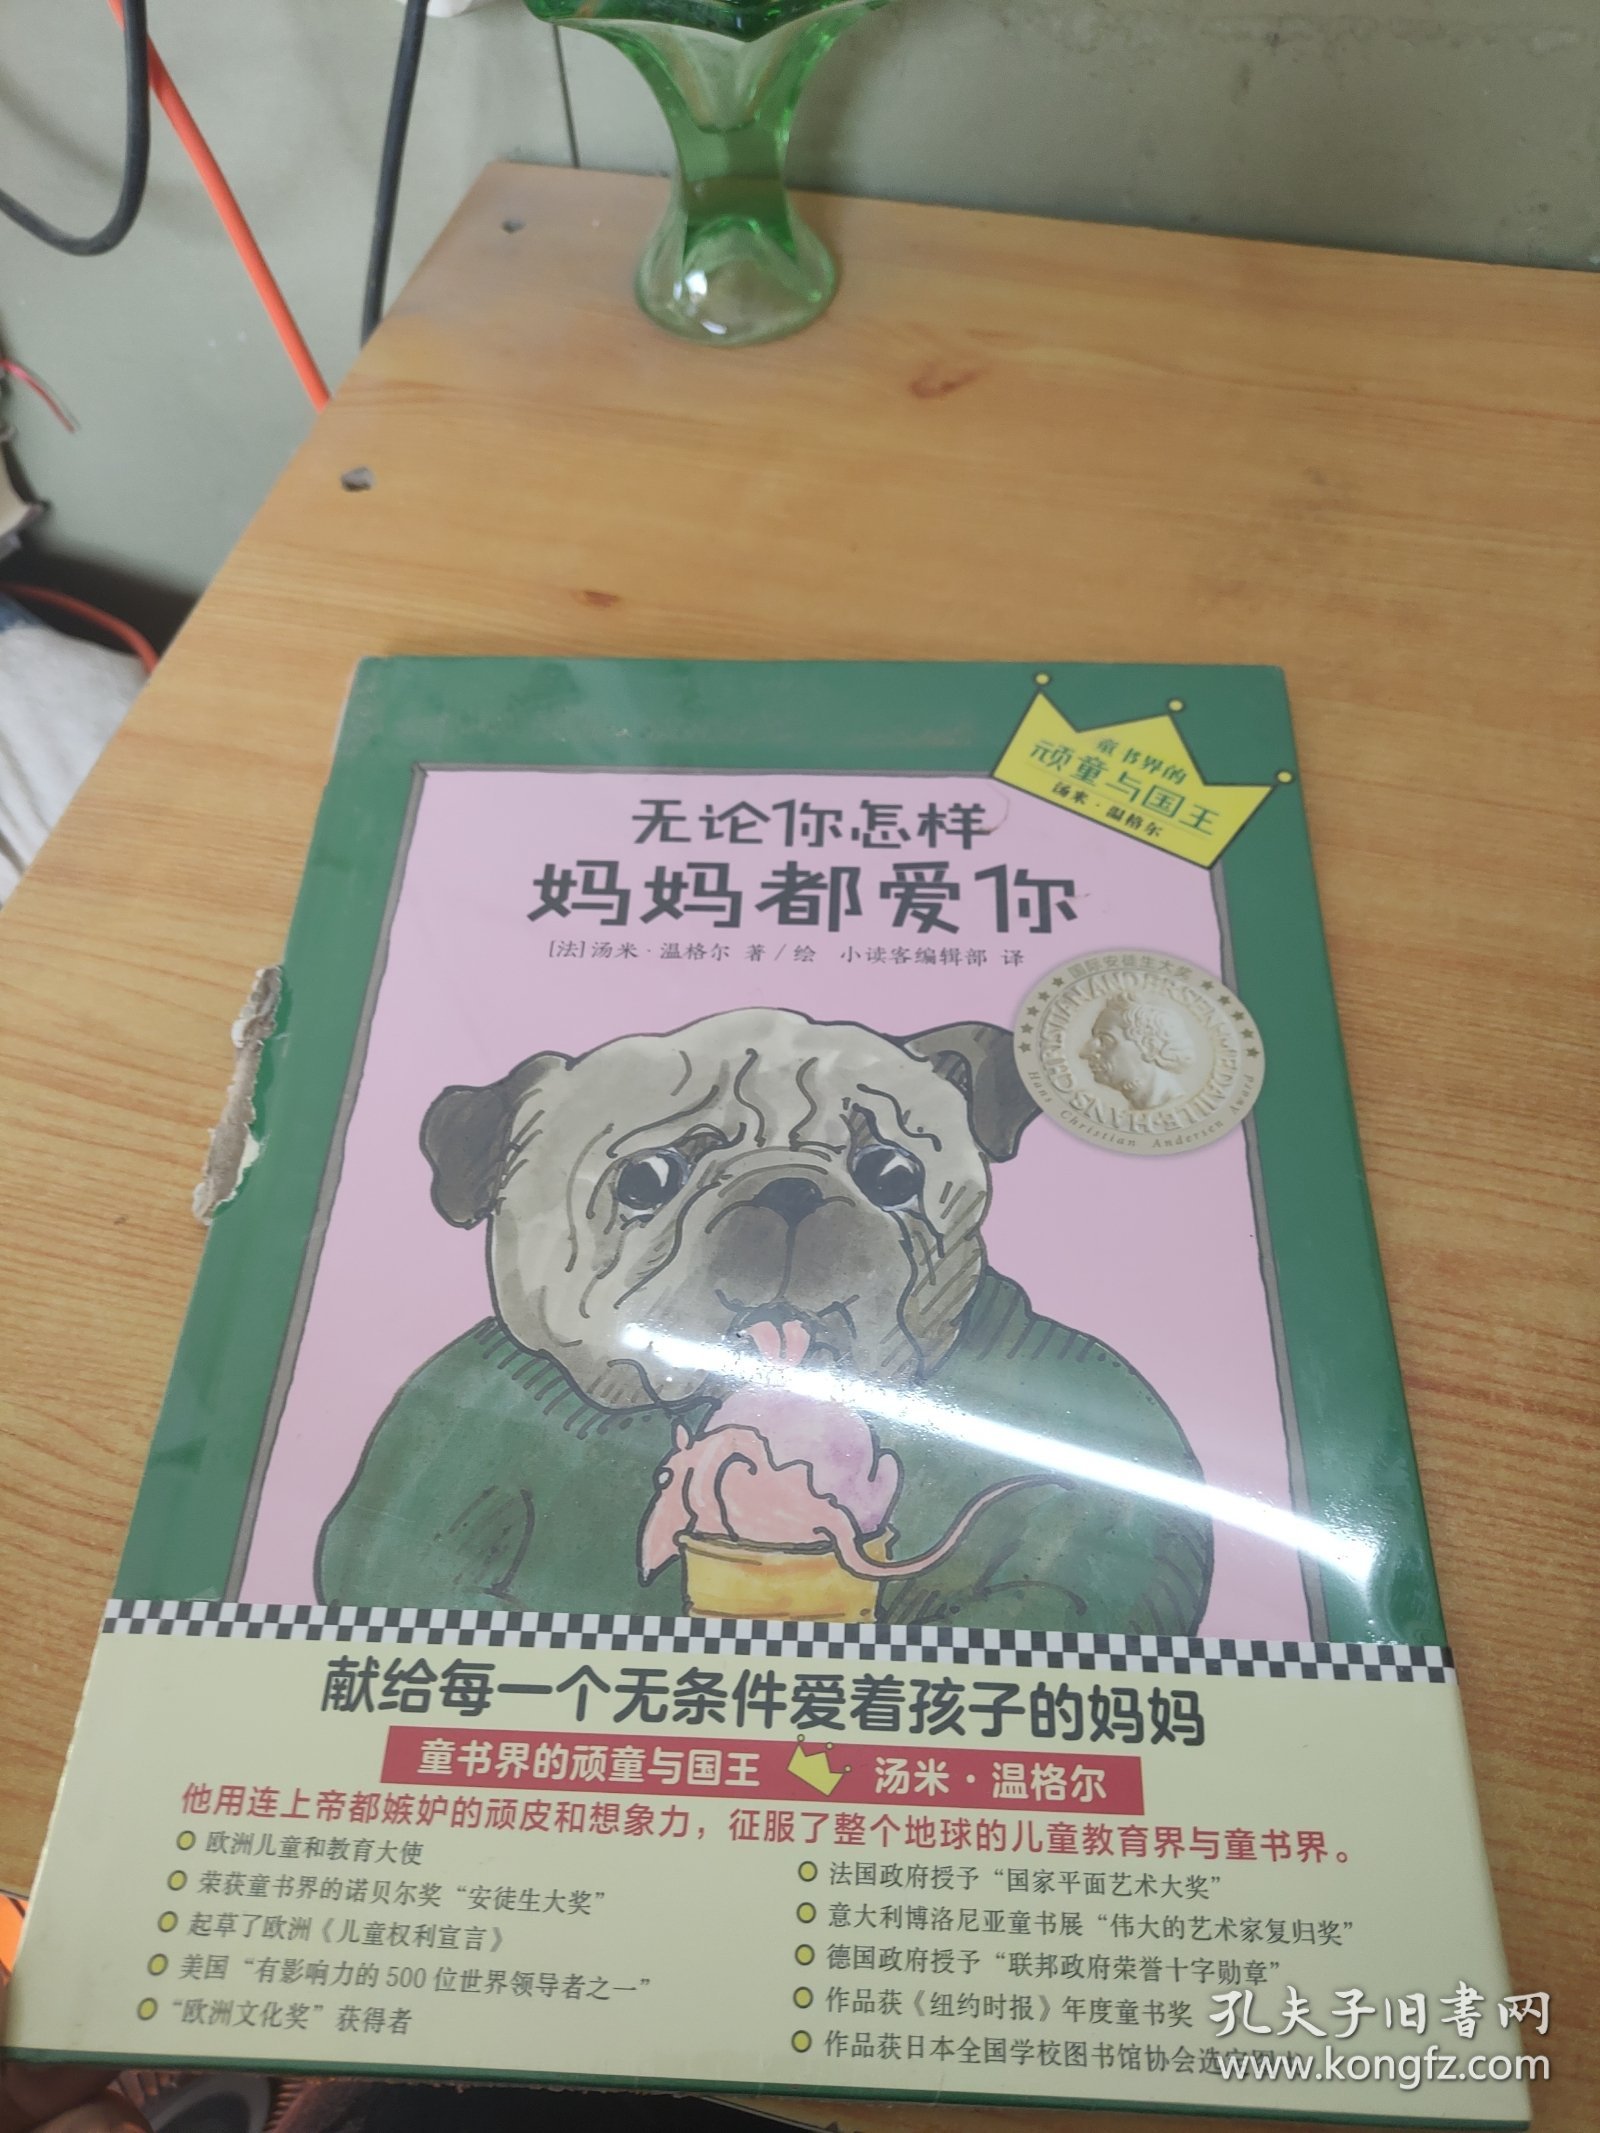 童书界的
顽童与国王
汤米·温格尔
无论你怎样
妈妈都爱你
[法]汤米·温格尔 著/绘 小读客编辑部 译
国际安徒生大奖
HANS CHRISTIAN ANDERSEN MEDAILLE
Hans Christian Andersen Award
献给每一个无条件爱着孩子的妈妈
童书界的顽童与国王 汤米·温格尔
他用连上帝都嫉妒的顽皮和想象力，征服了整个地球的儿童教育界与童书界。
欧洲儿童和教育大使
荣获童书界的诺贝尔奖“安徒生大奖”
起草了欧洲《儿童权利宣言》
美国“有影响力的500位世界领导者之一”
“欧洲文化奖”获得者
法国政府授予“国家平面艺术大奖”
意大利博洛尼亚童书展“伟大的艺术家复归奖”
德国政府授予“联邦政府荣誉十字勋章”
作品获《纽约时报》年度童书奖
作品获日本全国学校图书馆协会选定图书
孔夫子旧书网
www.kongfz.com